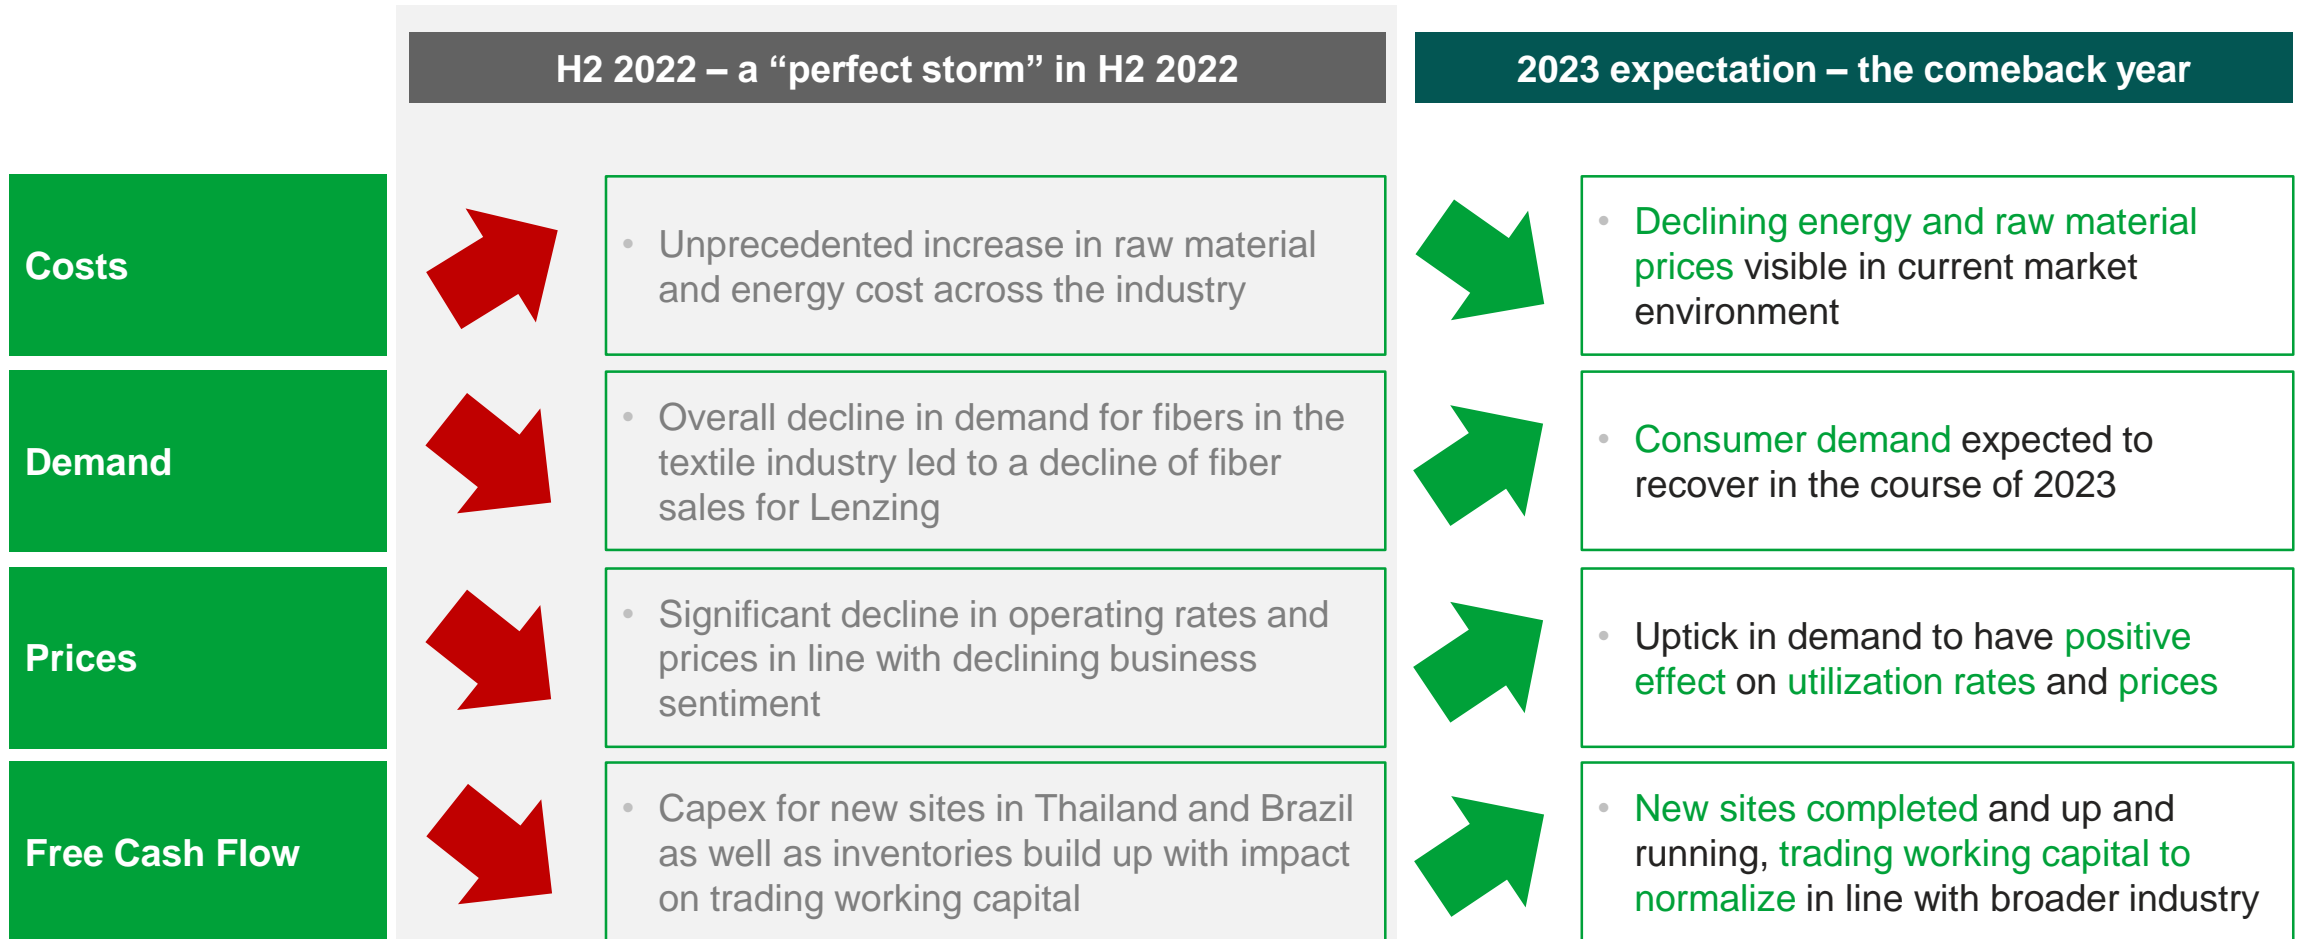 H2 2022 – a “perfect storm” in H2 2022
2023 expectation – the comeback year
Costs
• Unprecedented increase in raw material
and energy cost across the industry
• Declining energy and raw material
prices visible in current market
environment
Demand
• Overall decline in demand for fibers in the
textile industry led to a decline of fiber
sales for Lenzing
• Consumer demand expected to
recover in the course of 2023
Prices
• Significant decline in operating rates and
prices in line with declining business
sentiment
• Uptick in demand to have positive
effect on utilization rates and prices
Free Cash Flow
• Capex for new sites in Thailand and Brazil
as well as inventories build up with impact
on trading working capital
• New sites completed and up and
running, trading working capital to
normalize in line with broader industry